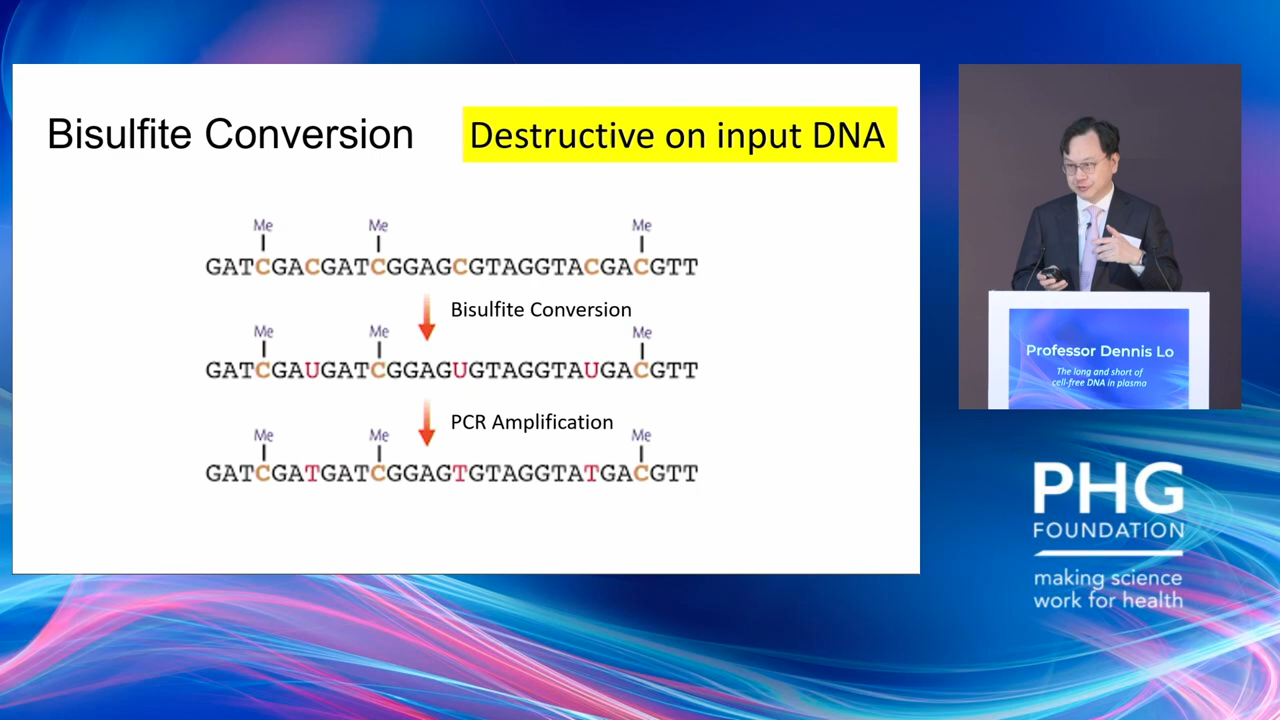 Bisulfite Conversion
Destructive on input DNA
Me Me Me
GATCGACGATCGGAGCGTAGGTACGACGTT
Bisulfite Conversion
Me Me Me
GATCGAUGATCGGAGUGTAGGTAUGACGTT
PCR Amplification
Me Me Me
GATCGATGATCGGAGTGTAGGTATGACGTT
Professor Dennis Lo
The long and short of
cell-free DNA in plasma
PHG
FOUNDATION
making science
work for health